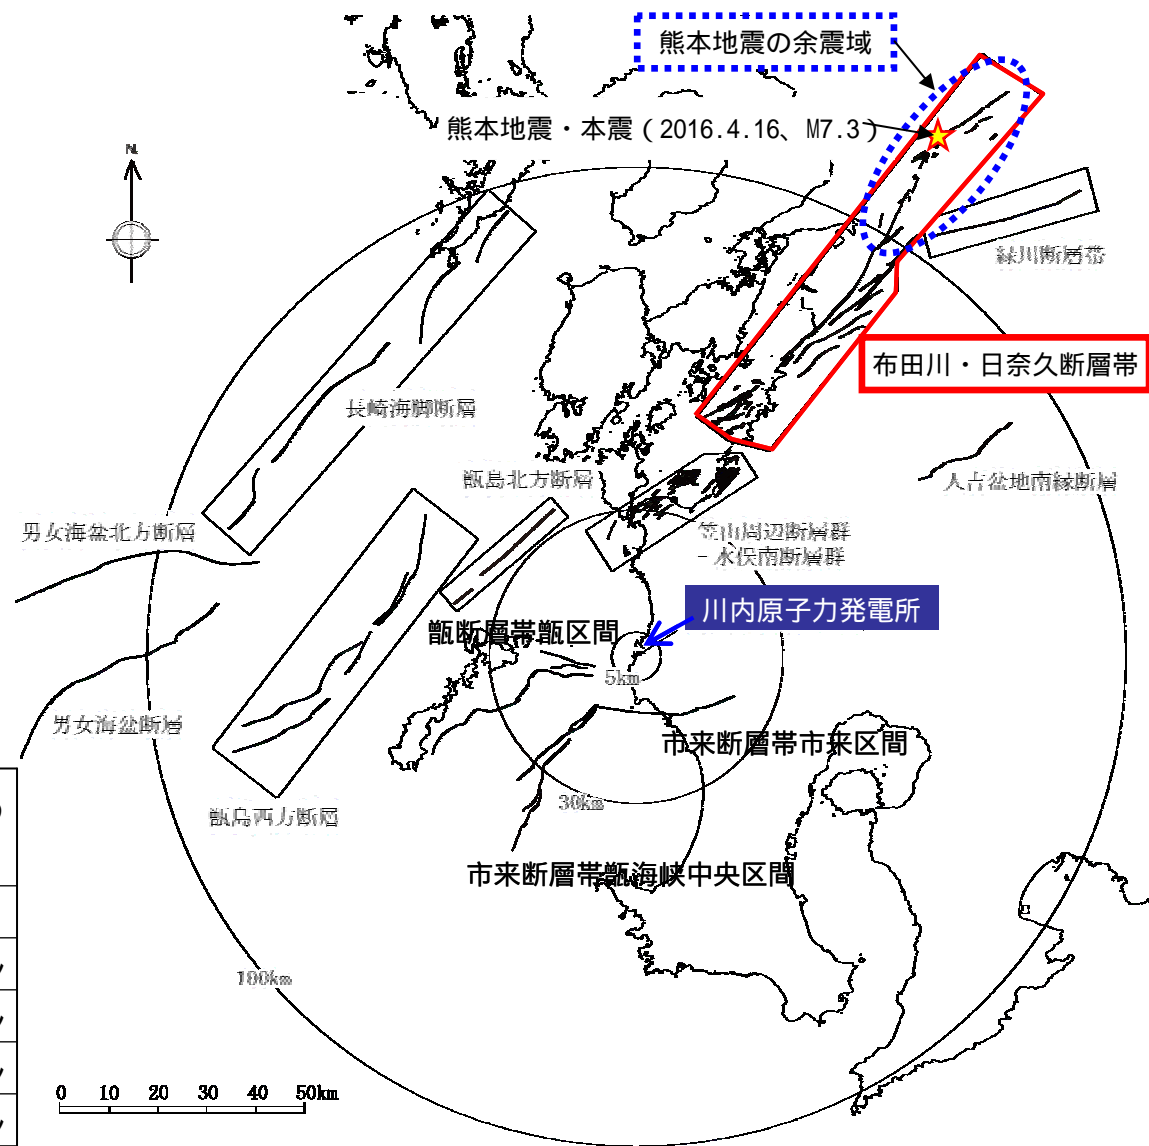 熊本地震の余震域
熊本地震・本震（2016.4.16、M7.3）
N
緑川断層帯
布田川・日奈久断層帯
長崎海脚断層
甑島北方断層
人吉盆地南縁断層
男女海盆北方断層
笠山周辺断層群
－水俣南断層群
川内原子力発電所
甑断層帯甑区間
5km
男女海盆断層
市来断層帯市来区間
30km
甑島西方断層
市来断層帯甑海峡中央区間
100km
0 10 20 30 40 50km